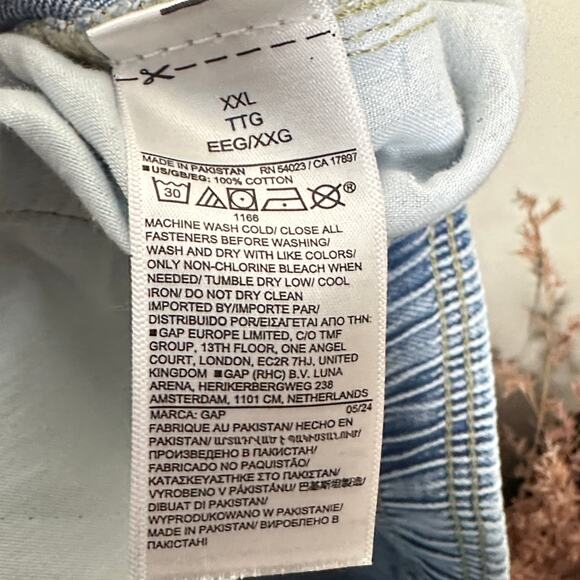 XXL
TTG
EEG/XXG
MADE IN PAKISTAN RN 54023 / CA 17897
■ US/GB/EG: 100% COTTON
30 ®
1166
MACHINE WASH COLD/ CLOSE ALL
FASTENERS BEFORE WASHING/
WASH AND DRY WITH LIKE COLORS/
ONLY NON-CHLORINE BLEACH WHEN
NEEDED/ TUMBLE DRY LOW/ COOL
IRON/ DO NOT DRY CLEAN
IMPORTED BY/IMPORTE PAR/
DISTRIBUIDO POR/ΕΙΣΑΓΕΤΑΙ ΑΠΟ ΤΗΝ:
■ GAP EUROPE LIMITED, C/O TMF
GROUP, 13TH FLOOR, ONE ANGEL
COURT, LONDON, EC2R 7HJ, UNITED
KINGDOM ■ GAP (RHC) B.V. LUNA
ARENA, HERIKERBERGWEG 238
AMSTERDAM, 1101 CM, NETHERLANDS
MARCA: GAP 05/24
FABRIQUE AU PAKISTAN/ HECHO EN
PAKISTAN/ ԱՐՏԱԴՐՎԱԾ Է ՊԱԿԻՍՏԱՆՈՒՄ/
ПРОИЗВЕДЕНО В ПАКИСТАН/
FABRICADO NO PAQUISTÃO/
ΚΑΤΑΣΚΕΥΑΣΤΗΚΕ ΣΤΟ ΠΑΚΙΣΤΑΝ/
VYROBENO V PÁKISTÁNU/ 巴基斯坦製造/
DIBUAT DI PAKISTAN/
WYPRODUKOWANO W PAKISTANIE/
MADE IN PAKISTAN/ ВИРОБЛЕНО В
ПАКІСТАНІ